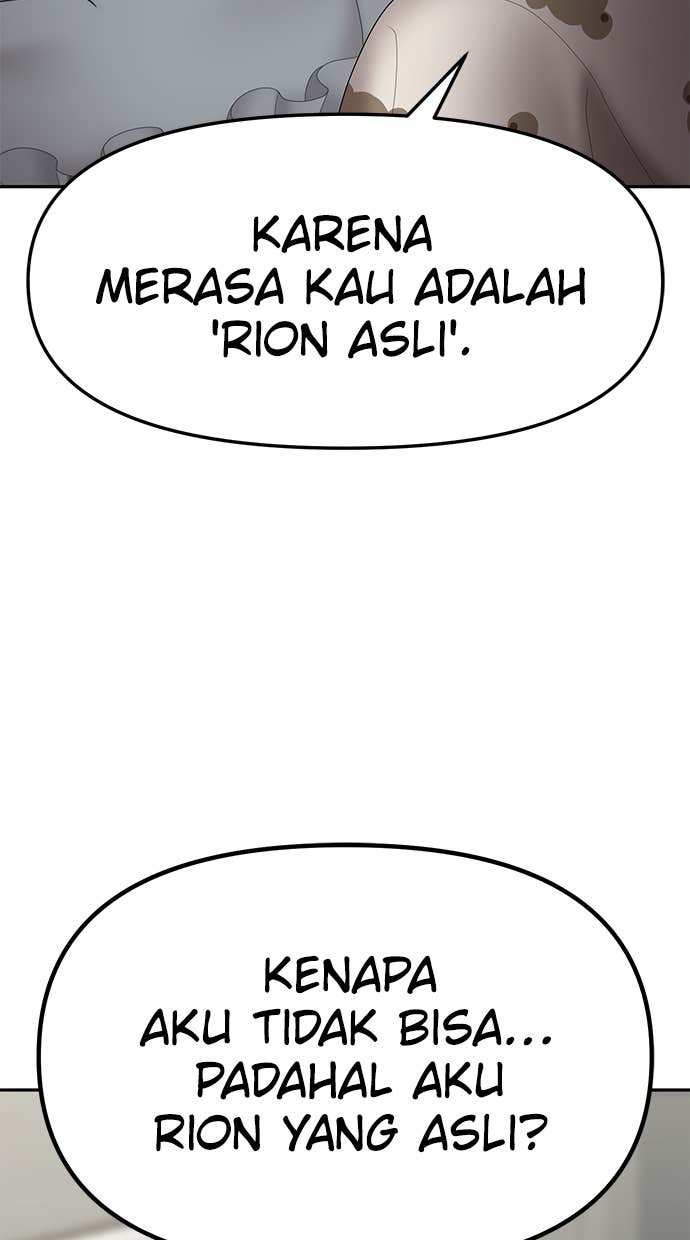 KARENA
MERASA KAU ADALAH
'RION ASLI'.
KENAPA
AKU TIDAK BISA...
PADAHAL AKU
RION YANG ASLI?